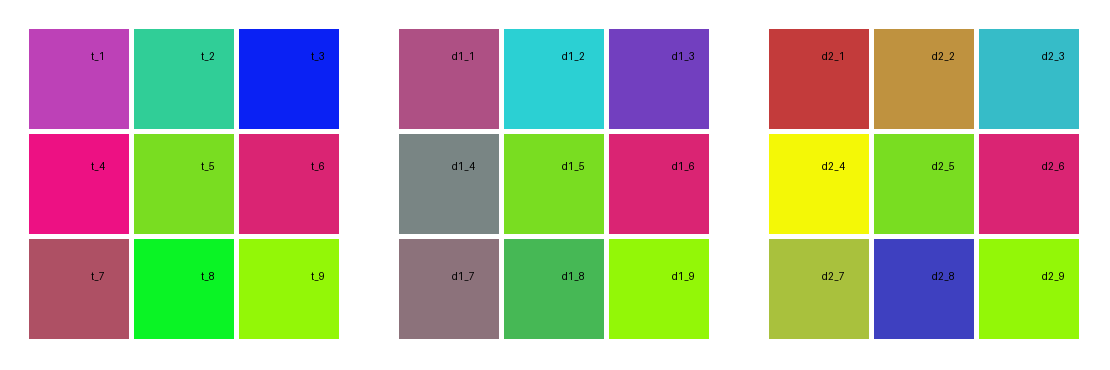 t_1 t_2 t_3 d1_1 d1_2 d1_3 d2_1 d2_2 d2_3
t_4 t_5 t_6 d1_4 d1_5 d1_6 d2_4 d2_5 d2_6
t_7 t_8 t_9 d1_7 d1_8 d1_9 d2_7 d2_8 d2_9